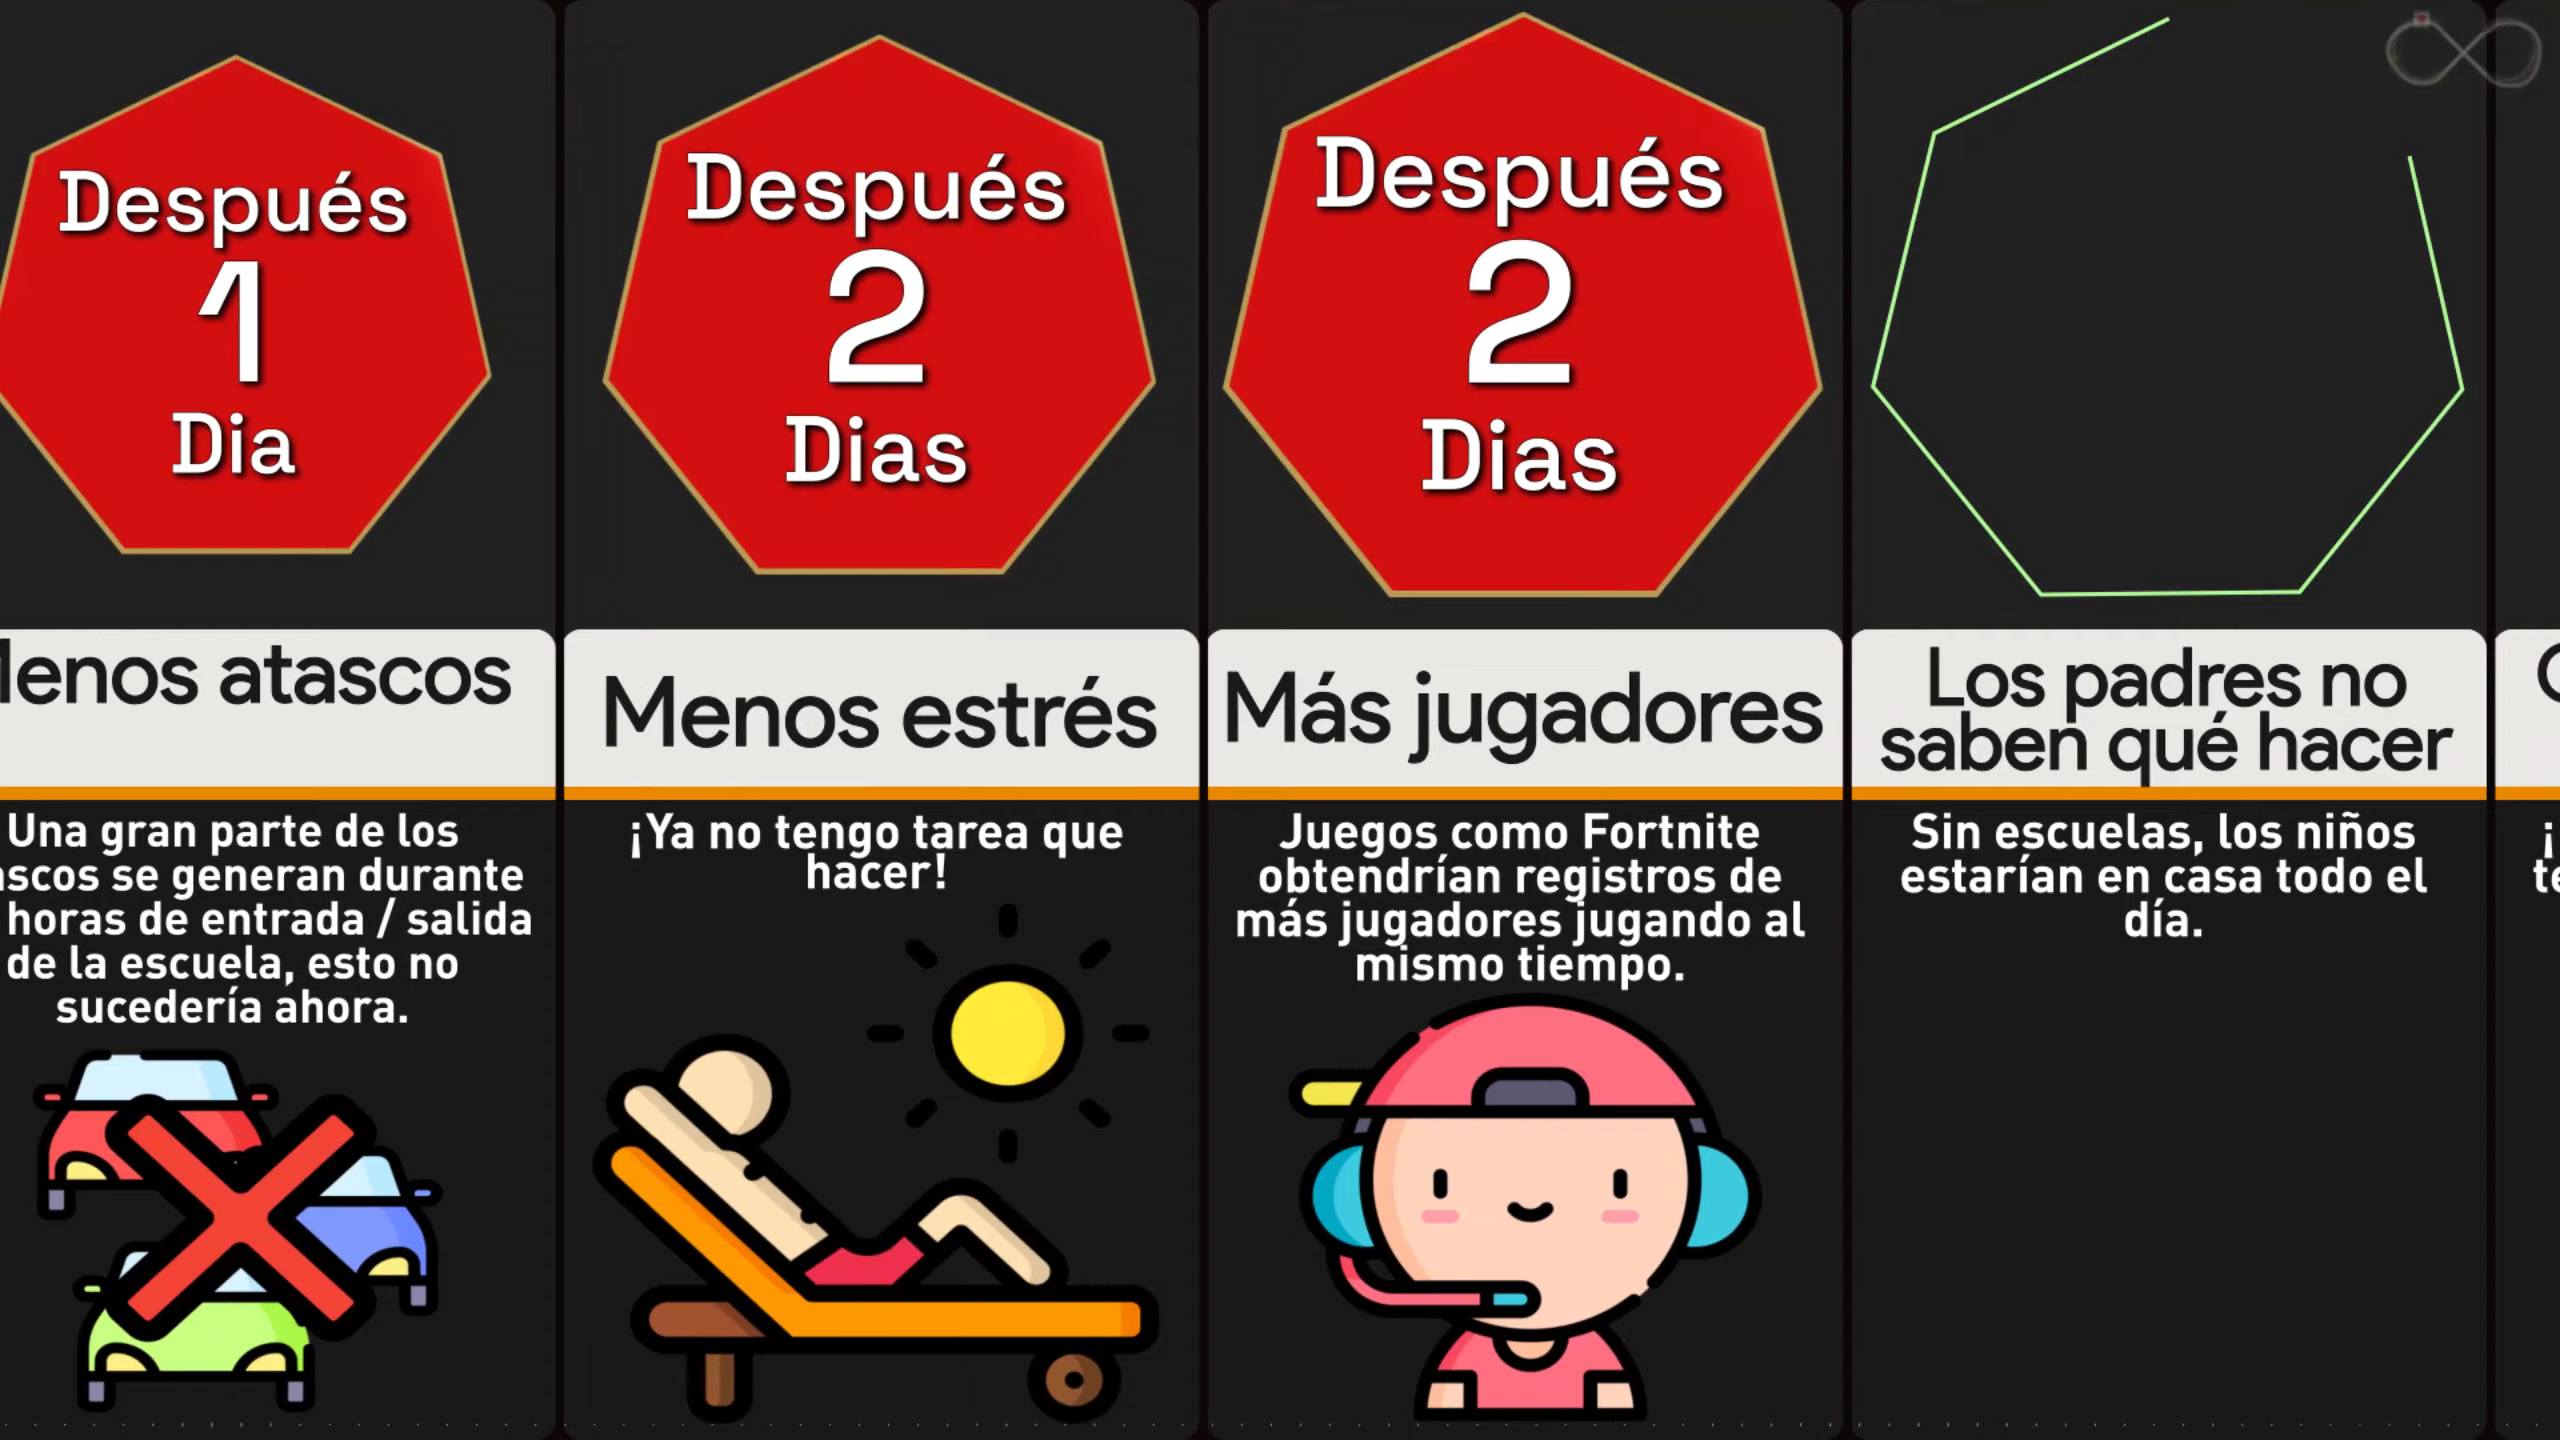 Después
1
Dia
Después
2
Dias
Después
2
Dias
enos atascos
Menos estrés
Más jugadores
Los padres no
saben qué hacer
Una gran parte de los
ascos se generan durante
horas de entrada / salida
de la escuela, esto no
sucedería ahora.
¡Ya no tengo tarea que
hacer!
Juegos como Fortnite
obtendrían registros de
más jugadores jugando al
mismo tiempo.
Sin escuelas, los niños
estarían en casa todo el
día.
¡
te